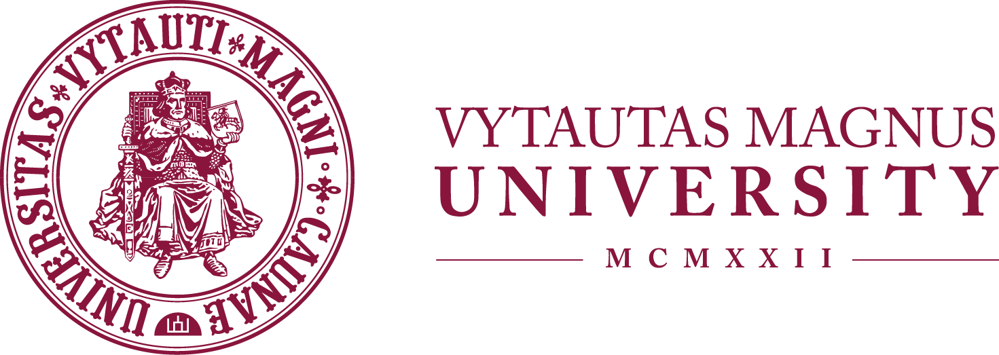 UNIVERSITAS VYTAUTI MAGNI CAUNAE
VYTAUTAS MAGNUS
UNIVERSITY
MCMXXII